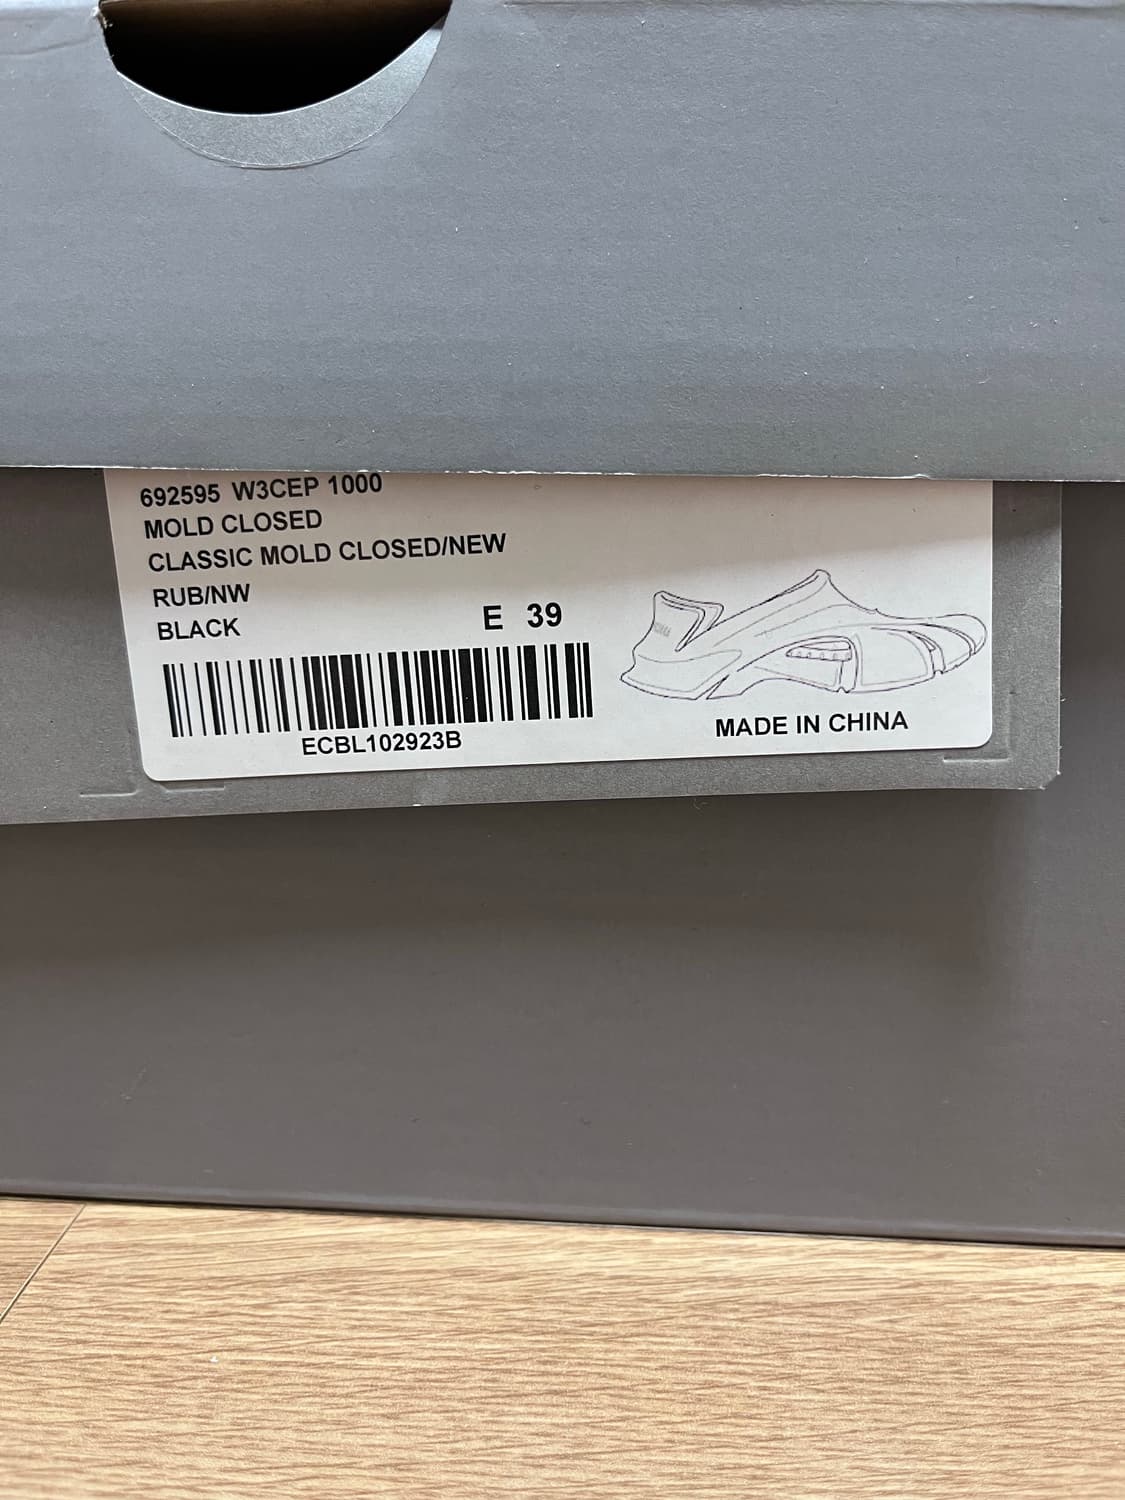 692595 W3CEP 1000
MOLD CLOSED
CLASSIC MOLD CLOSED/NEW
RUB/NW
BLACK
E 39
ECBL102923B
MADE IN CHINA